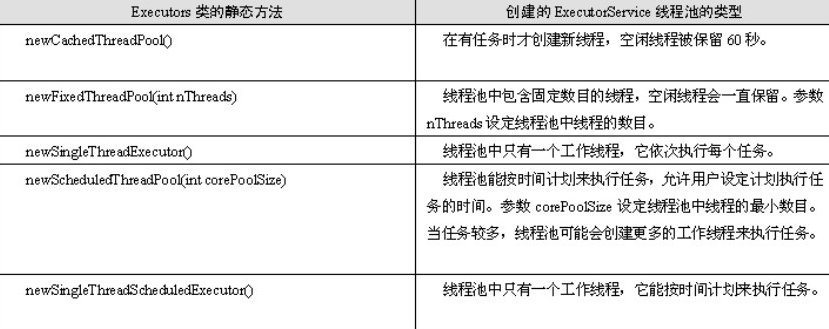 Executors 类的静态方法
创建的 ExecutorService 线程池的类型
newCachedThreadPool()
在有任务时才创建新线程，空闲线程被保留 60 秒。
newFixedThreadPool(int nThreads)
线程池中包含固定数目的线程，空闲线程会一直保留。参数
nThreads 设定线程池中线程的数目。
newSingleThreadExecutor()
线程池中只有一个工作线程，它依次执行每个任务。
newScheduledThreadPool(int corePoolSize)
线程池能按时间计划来执行任务，允许用户设定计划执行任
务的时间。参数 corePoolSize 设定线程池中线程的最小数目。
当任务较多，线程池可能会创建更多的工作线程来执行任务。
newSingleThreadScheduledExecutor()
线程池中只有一个工作线程，它能按时间计划来执行任务。